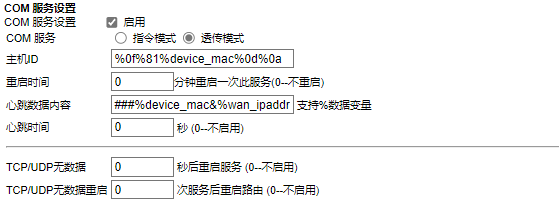 COM 服务设置
COM 服务设置 启用
COM 服务 指令模式 透传模式
主机ID %0f%81%device_mac%0d%0a
重启时间 0 分钟重启一次此服务(0--不重启)
心跳数据内容 ###%device_mac&%wan_ipaddr 支持%数据变量
心跳时间 0 秒 (0--不启用)
TCP/UDP无数据 0 秒后重启服务 (0--不启用)
TCP/UDP无数据重启 0 次服务后重启路由 (0--不启用)